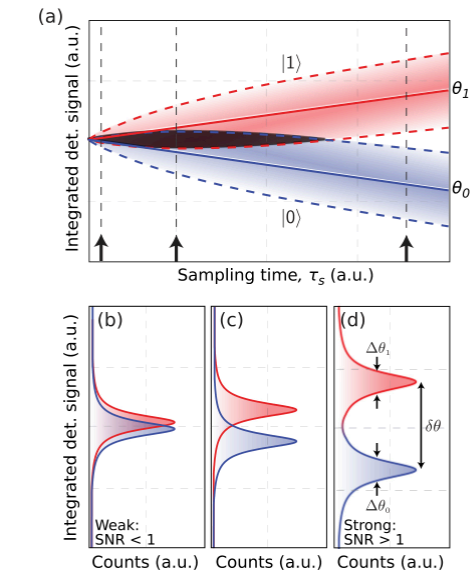 (a)
Integrated det. signal (a.u.)
|1⟩
θ1
θ0
|0⟩
Sampling time, τs (a.u.)
Integrated det. signal (a.u.)
(b)
Weak:
SNR < 1
Counts (a.u.)
(c)
Counts (a.u.)
(d)
Δθ1
δθ
Δθ0
Strong:
SNR > 1
Counts (a.u.)